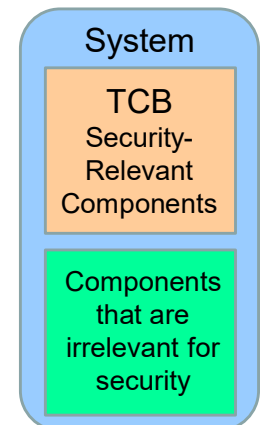 System
TCB
Security-
Relevant
Components
Components
that are
irrelevant for
security